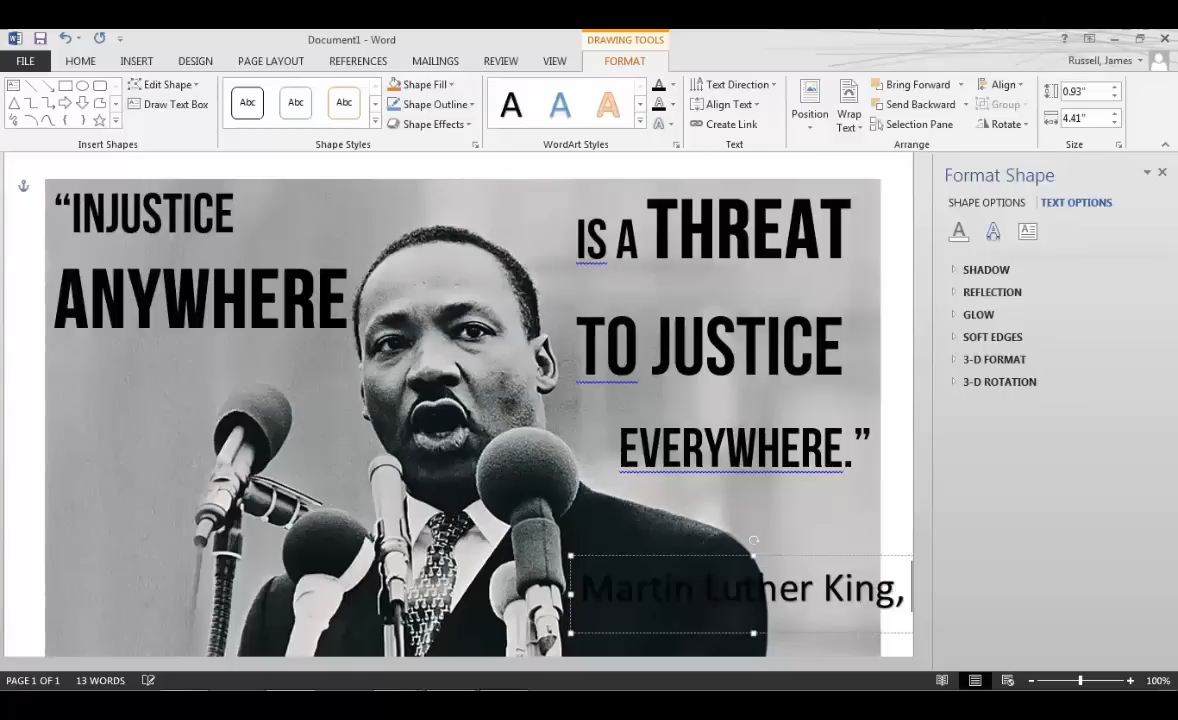 Document1 - Word
DRAWING TOOLS
FILE HOME INSERT DESIGN PAGE LAYOUT REFERENCES MAILINGS REVIEW VIEW FORMAT
Russell, James
Edit Shape
Draw Text Box
Insert Shapes
Abc Abc Abc
Shape Fill
Shape Outline
Shape Effects
Shape Styles
A A A
WordArt Styles
Text Direction
Align Text
Create Link
Text
Position
Wrap Text
Bring Forward
Send Backward
Selection Pane
Align
Group
Rotate
Arrange
0.93"
4.41"
Size
“INJUSTICE
ANYWHERE
IS A THREAT
TO JUSTICE
EVERYWHERE.”
Martin Luther King,
Format Shape
SHAPE OPTIONS TEXT OPTIONS
SHADOW
REFLECTION
GLOW
SOFT EDGES
3-D FORMAT
3-D ROTATION
PAGE 1 OF 1 13 WORDS 100%